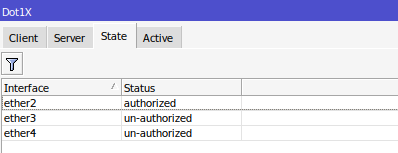 Dot1X
Client Server State Active
Interface / Status
ether2 authorized
ether3 un-authorized
ether4 un-authorized